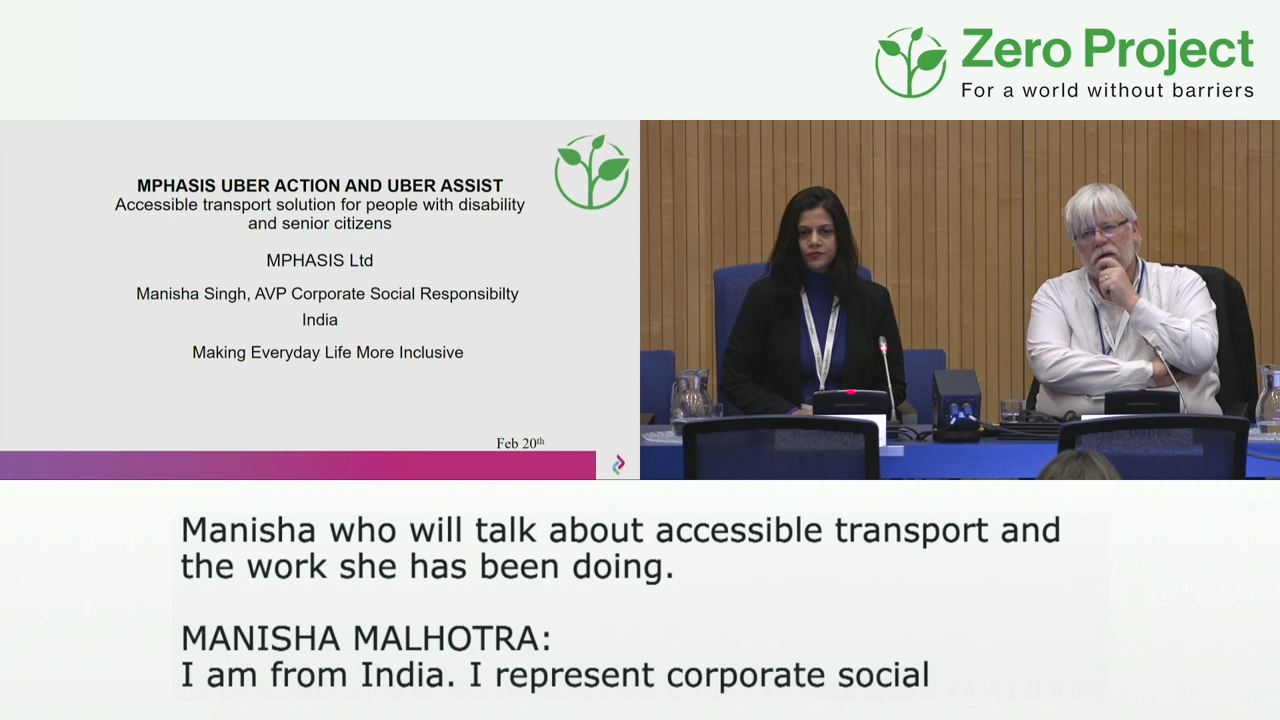 Zero Project
For a world without barriers
MPHASIS UBER ACTION AND UBER ASSIST
Accessible transport solution for people with disability
and senior citizens
MPHASIS Ltd
Manisha Singh, AVP Corporate Social Responsibilty
India
Making Everyday Life More Inclusive
Feb 20th
Manisha who will talk about accessible transport and
the work she has been doing.
MANISHA MALHOTRA:
I am from India. I represent corporate social